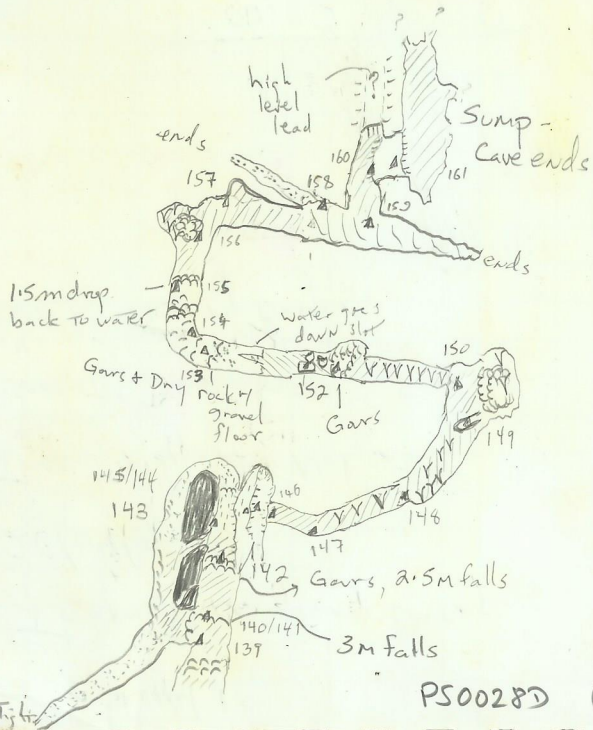 ? ?
high
level
lead
?
Sump -
Cave ends
ends
160
161
157
158
159
156
ends
1.5m drop
back to water
155
154
water goes
down slot
150
153
Gours + Dry rock +
gravel
floor
152
Gours
149
145/144
143
146
148
147
142
Gours, 2.5m falls
140/141
139
3m falls
Tight
PS0028D